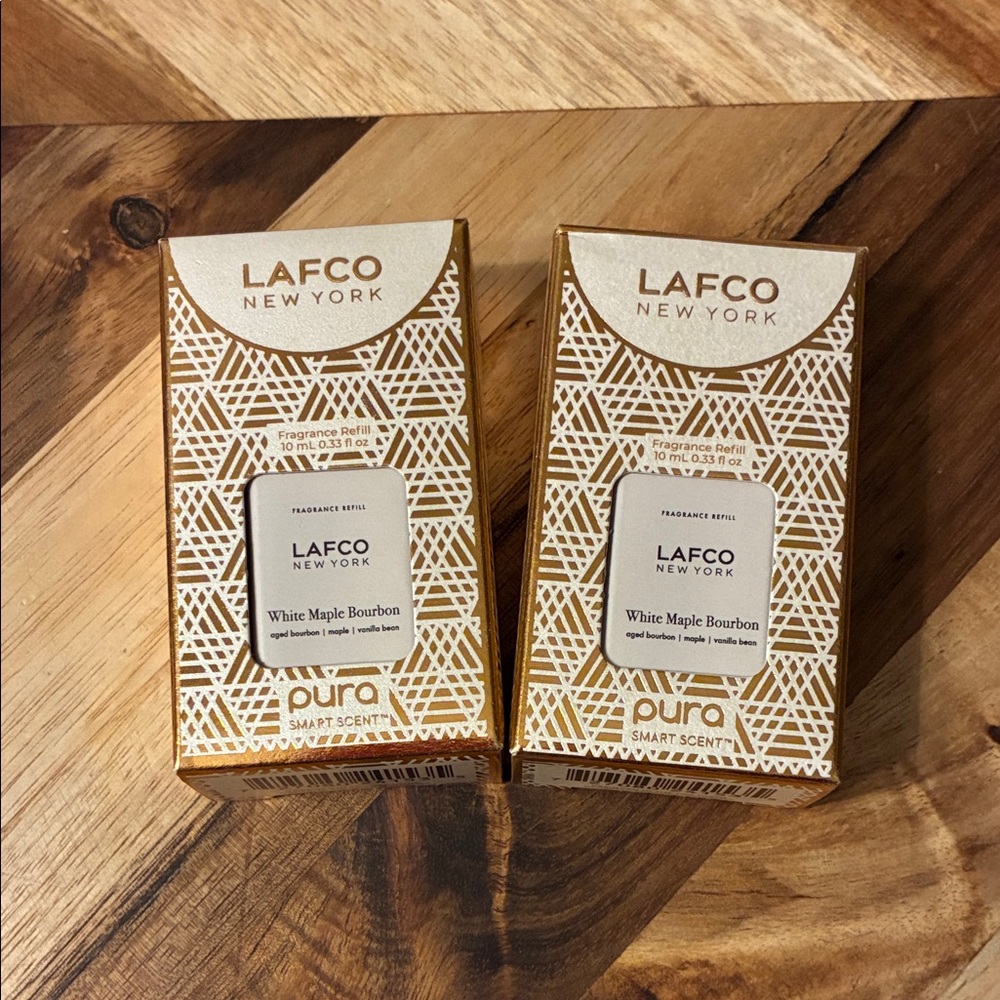 LAFCO
NEW YORK
Fragrance Refill
10 mL 0.33 fl oz
FRAGRANCE REFILL
LAFCO
NEW YORK
White Maple Bourbon
aged bourbon | maple | vanilla bean
pura
SMART SCENT™
LAFCO
NEW YORK
Fragrance Refill
10 mL 0.33 fl oz
FRAGRANCE REFILL
LAFCO
NEW YORK
White Maple Bourbon
aged bourbon | maple | vanilla bean
pura
SMART SCENT™